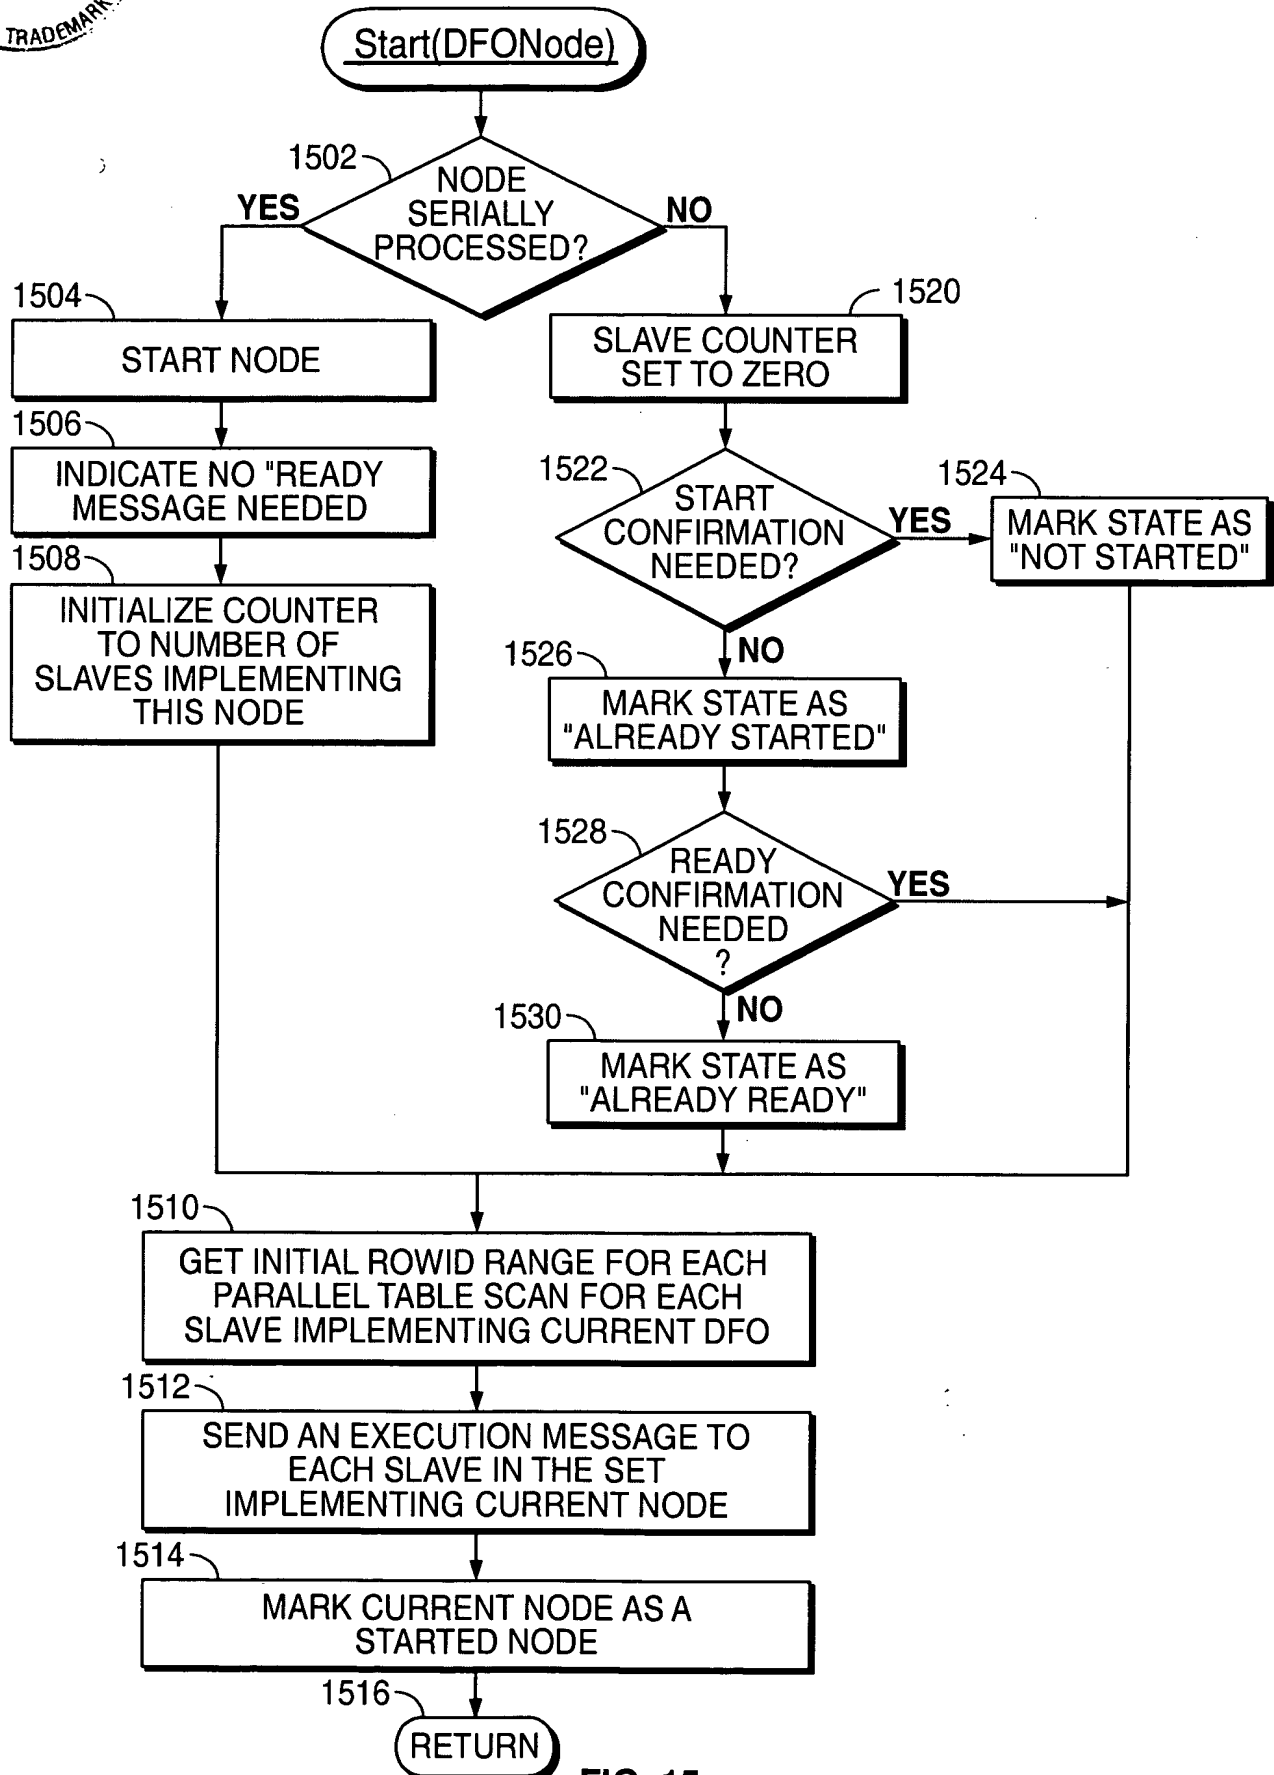 TRADEMARK
Start(DFONode)
1502
NODE
SERIALLY
PROCESSED?
YES
NO
1504
START NODE
1506
INDICATE NO "READY
MESSAGE NEEDED
1508
INITIALIZE COUNTER
TO NUMBER OF
SLAVES IMPLEMENTING
THIS NODE
1520
SLAVE COUNTER
SET TO ZERO
1522
START
CONFIRMATION
NEEDED?
YES
1524
MARK STATE AS
"NOT STARTED"
NO
1526
MARK STATE AS
"ALREADY STARTED"
1528
READY
CONFIRMATION
NEEDED
?
YES
NO
1530
MARK STATE AS
"ALREADY READY"
1510
GET INITIAL ROWID RANGE FOR EACH
PARALLEL TABLE SCAN FOR EACH
SLAVE IMPLEMENTING CURRENT DFO
1512
SEND AN EXECUTION MESSAGE TO
EACH SLAVE IN THE SET
IMPLEMENTING CURRENT NODE
1514
MARK CURRENT NODE AS A
STARTED NODE
1516
RETURN
FIG. 15